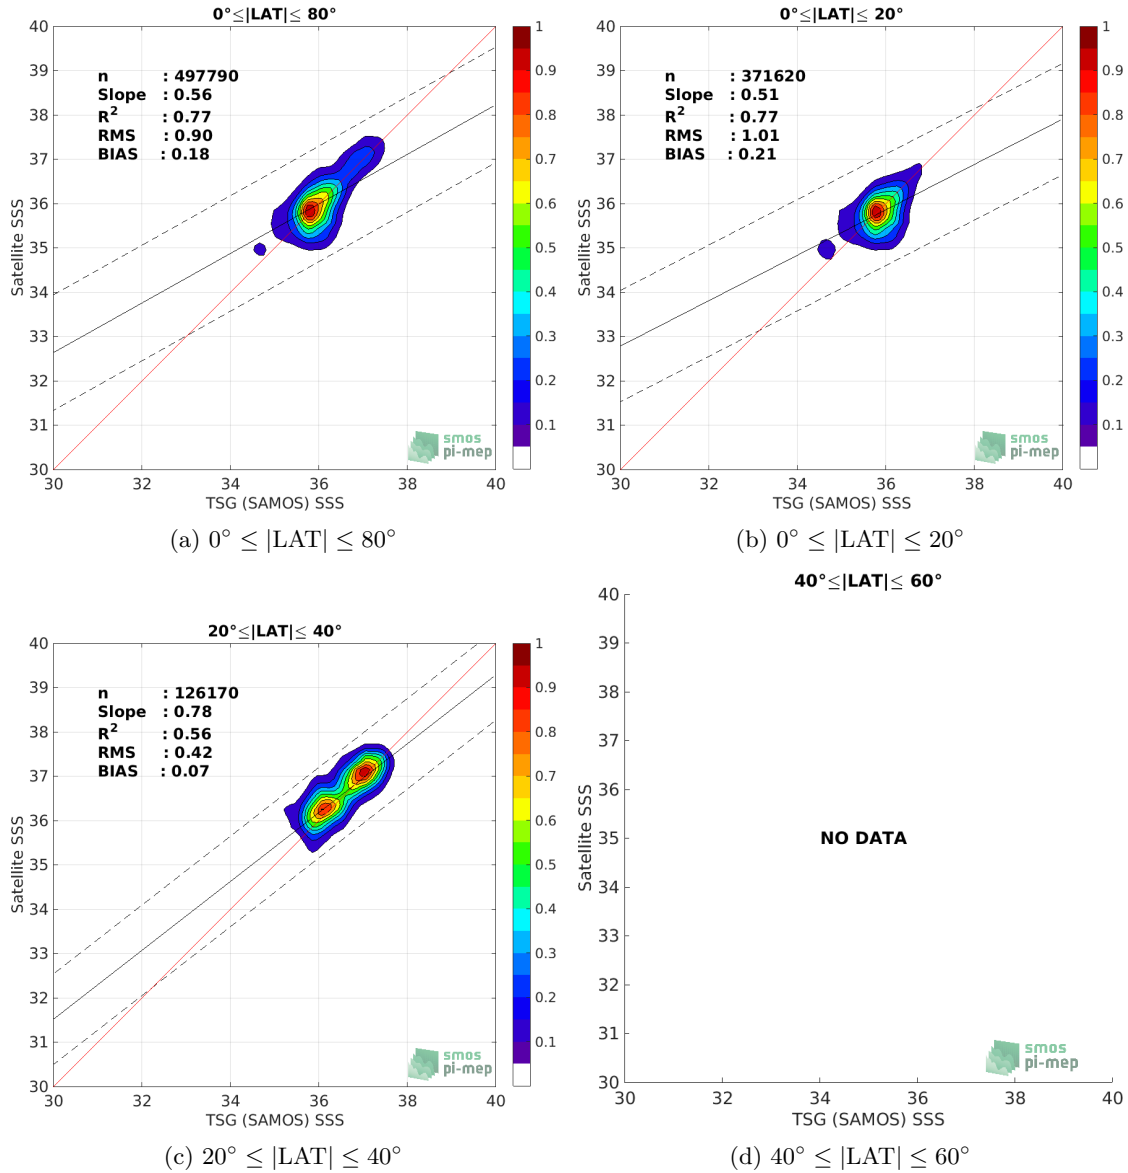 0°≤|LAT|≤ 80°
40
39
38
37
36
35
34
33
32
31
30
Satellite SSS
n : 497790
Slope : 0.56
R² : 0.77
RMS : 0.90
BIAS : 0.18
smos
pi-mep
30 32 34 36 38 40
TSG (SAMOS) SSS
1
0.9
0.8
0.7
0.6
0.5
0.4
0.3
0.2
0.1
(a) 0° ≤ |LAT| ≤ 80°
0°≤|LAT|≤ 20°
40
39
38
37
36
35
34
33
32
31
30
Satellite SSS
n : 371620
Slope : 0.51
R² : 0.77
RMS : 1.01
BIAS : 0.21
smos
pi-mep
30 32 34 36 38 40
TSG (SAMOS) SSS
1
0.9
0.8
0.7
0.6
0.5
0.4
0.3
0.2
0.1
(b) 0° ≤ |LAT| ≤ 20°
20°≤|LAT|≤ 40°
40
39
38
37
36
35
34
33
32
31
30
Satellite SSS
n : 126170
Slope : 0.78
R² : 0.56
RMS : 0.42
BIAS : 0.07
smos
pi-mep
30 32 34 36 38 40
TSG (SAMOS) SSS
1
0.9
0.8
0.7
0.6
0.5
0.4
0.3
0.2
0.1
(c) 20° ≤ |LAT| ≤ 40°
40°≤|LAT|≤ 60°
40
39
38
37
36
35
34
33
32
31
30
Satellite SSS
NO DATA
smos
pi-mep
30 32 34 36 38 40
TSG (SAMOS) SSS
(d) 40° ≤ |LAT| ≤ 60°